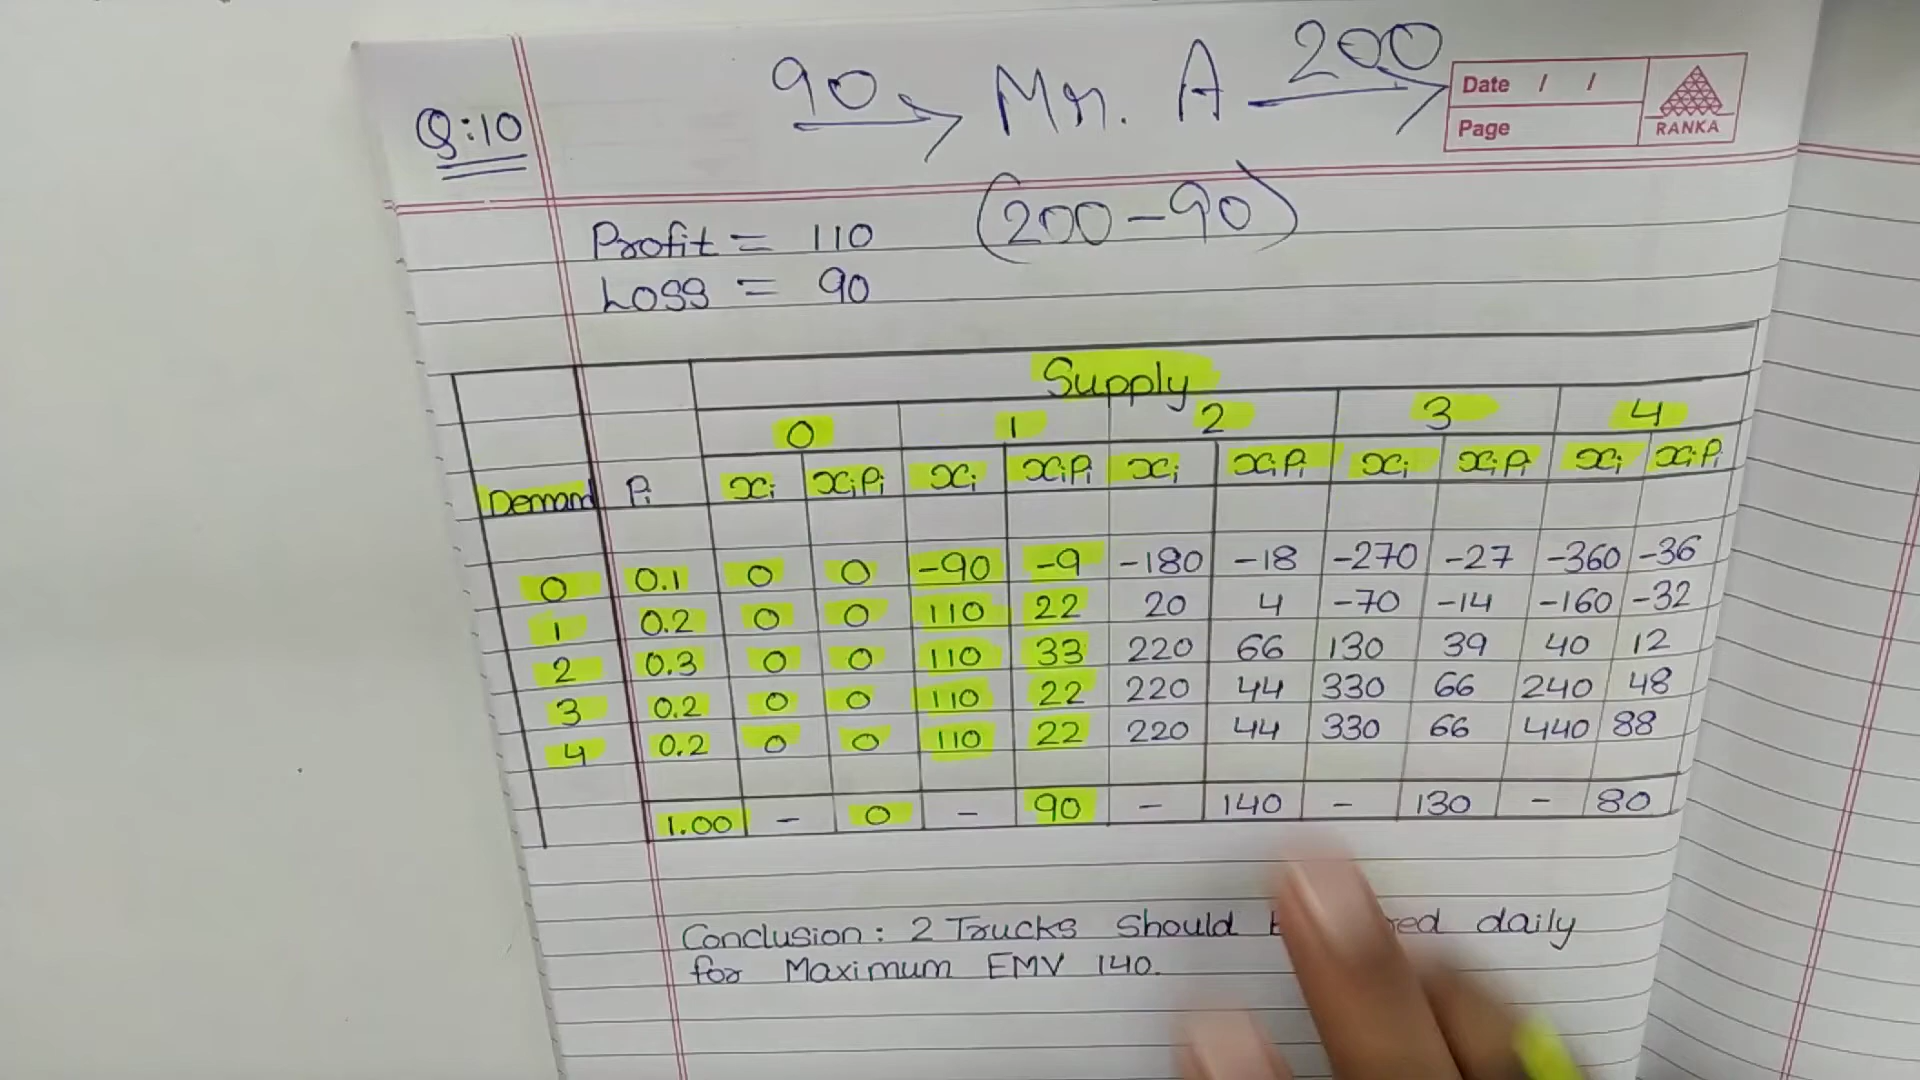 90 → Mr. A 200 →
Date / /
Page
RANKA
Q:10
Profit = 110 (200-90)
Loss = 90
Supply
0 1 2 3 4
Demand Pi xi xiPi xi xiPi xi xiPi xi xiPi xi xiPi
0 0.1 0 0 -90 -9 -180 -18 -270 -27 -360 -36
1 0.2 0 0 110 22 20 4 -70 -14 -160 -32
2 0.3 0 0 110 33 220 66 130 39 40 12
3 0.2 0 0 110 22 220 44 330 66 240 48
4 0.2 0 0 110 22 220 44 330 66 440 88
1.00 - 0 - 90 - 140 - 130 - 80
Conclusion: 2 Trucks should daily
for Maximum EMV 140.